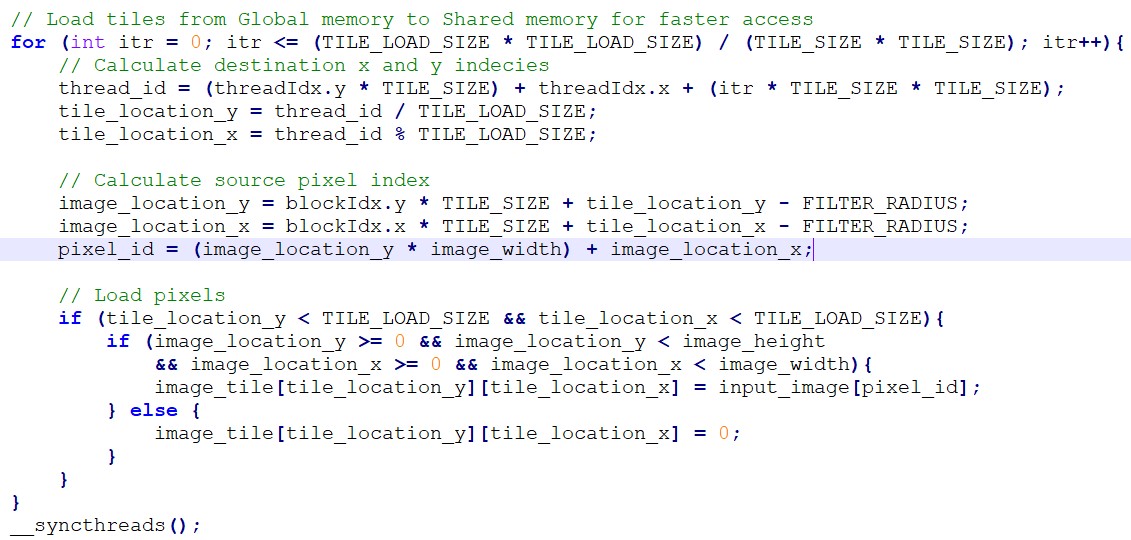 // Load tiles from Global memory to Shared memory for faster access
for (int itr = 0; itr <= (TILE_LOAD_SIZE * TILE_LOAD_SIZE) / (TILE_SIZE * TILE_SIZE); itr++){
    // Calculate destination x and y indecies
    thread_id = (threadIdx.y * TILE_SIZE) + threadIdx.x + (itr * TILE_SIZE * TILE_SIZE);
    tile_location_y = thread_id / TILE_LOAD_SIZE;
    tile_location_x = thread_id % TILE_LOAD_SIZE;

    // Calculate source pixel index
    image_location_y = blockIdx.y * TILE_SIZE + tile_location_y - FILTER_RADIUS;
    image_location_x = blockIdx.x * TILE_SIZE + tile_location_x - FILTER_RADIUS;
    pixel_id = (image_location_y * image_width) + image_location_x;

    // Load pixels
    if (tile_location_y < TILE_LOAD_SIZE && tile_location_x < TILE_LOAD_SIZE){
        if (image_location_y >= 0 && image_location_y < image_height
            && image_location_x >= 0 && image_location_x < image_width){
            image_tile[tile_location_y][tile_location_x] = input_image[pixel_id];
        } else {
            image_tile[tile_location_y][tile_location_x] = 0;
        }
    }
}
__syncthreads();